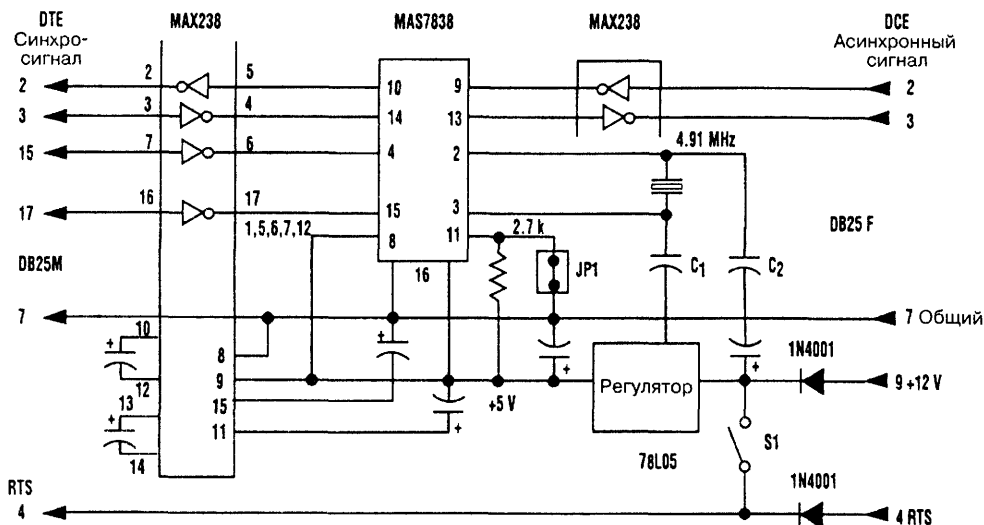 DTE
Синхро-
сигнал
MAX238
MAS7838
MAX238
DCE
Асинхронный
сигнал
2
2
5
10
9
2
3
3
4
14
13
3
15
7
6
4
2
4.91 MHz
17
16
17
15
3
1,5,6,7,12
8
11
2.7 k
DB25 F
DB25M
16
JP1
C1
C2
7
7 Общий
10
8
1N4001
12
9
Регулятор
9 +12 V
13
15
+5 V
11
S1
14
78L05
1N4001
RTS
4
4 RTS